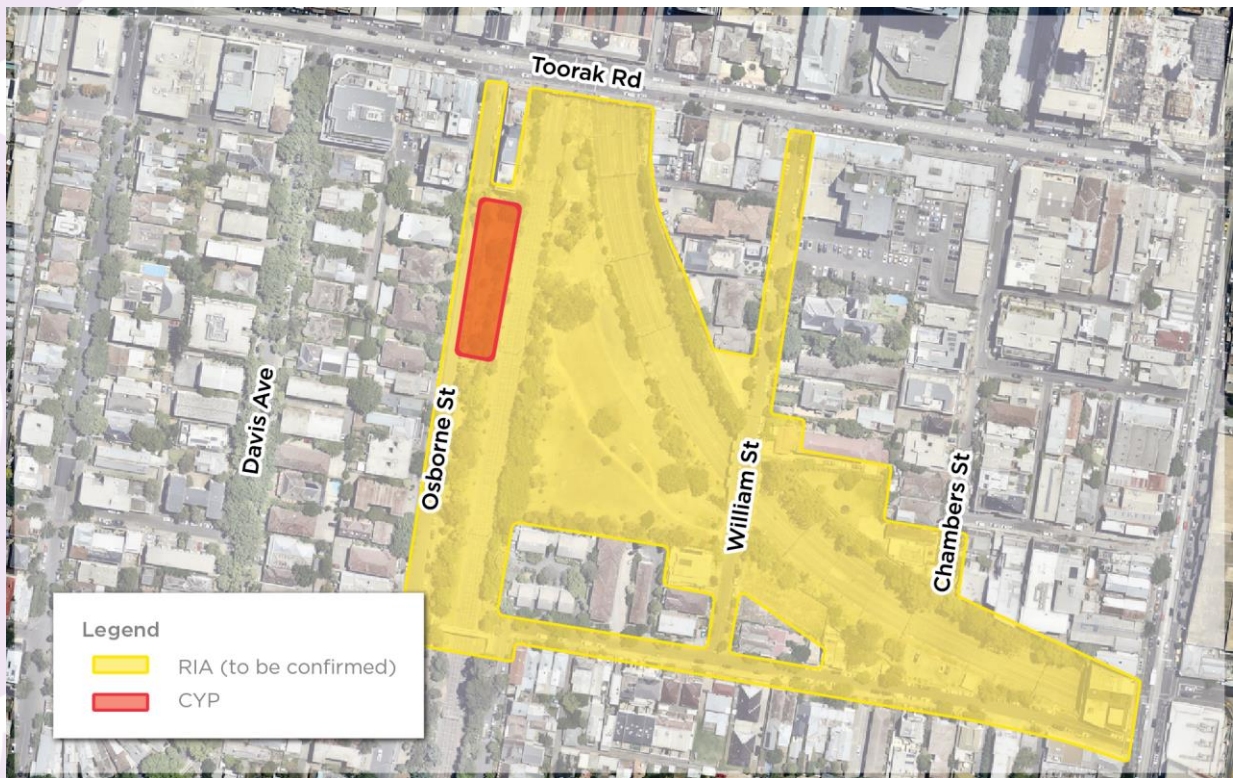 Toorak Rd
Davis Ave
Osborne St
William St
Chambers St
Legend
RIA (to be confirmed)
CYP